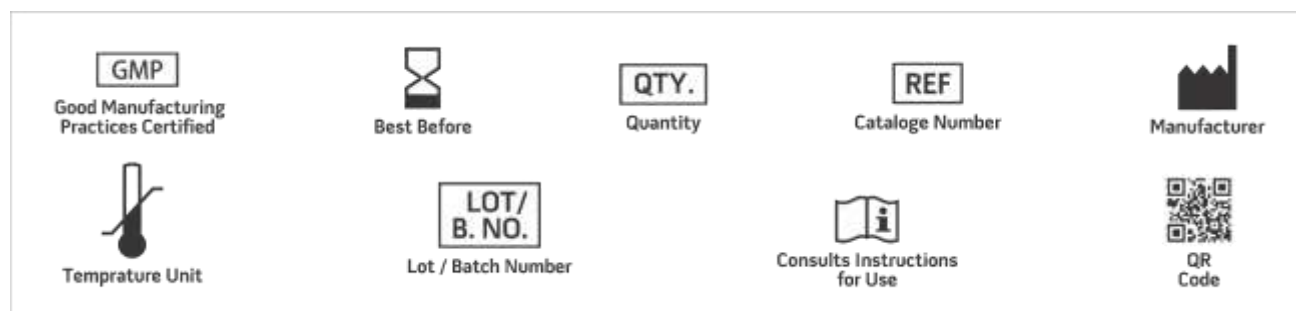 GMP
Good Manufacturing
Practices Certified
Best Before
QTY.
Quantity
REF
Cataloge Number
Manufacturer
Temprature Unit
LOT/
B. NO.
Lot / Batch Number
i
Consults Instructions
for Use
QR
Code